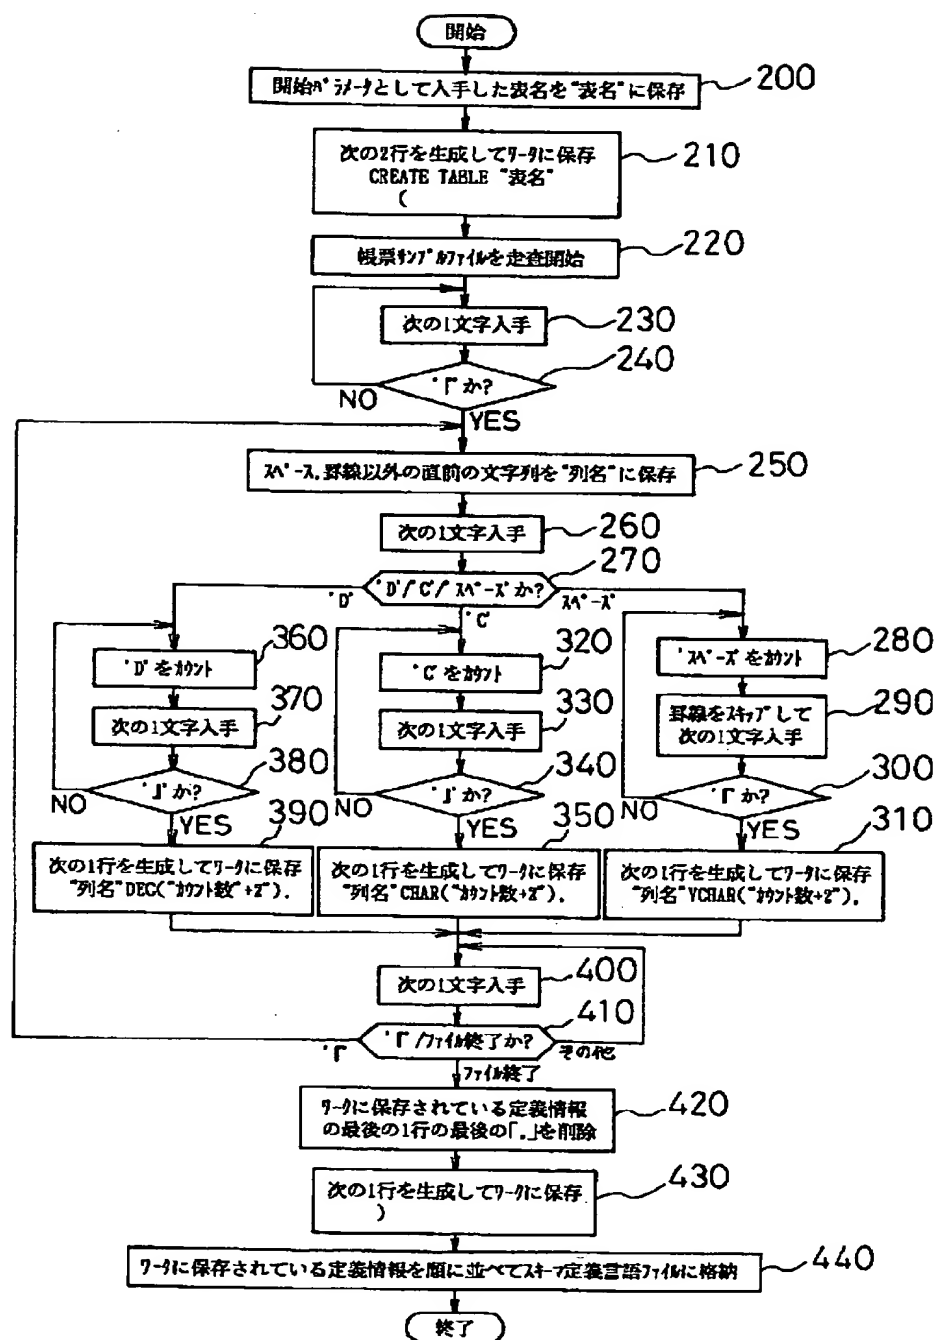 開始
開始パラメータとして入手した表名を"表名"に保存
200
次の2行を生成してワークに保存
CREATE TABLE "表名"
(
210
帳票サンプルファイルを走査開始
220
次の1文字入手
230
'「'か?
240
NO
YES
スペース.罫線以外の直前の文字列を"列名"に保存
250
次の1文字入手
260
'D'/'C'/'スペース'か?
270
'D'
'C'
'スペース'
'D'をカウント
360
'C'をカウント
320
'スペース'をカウント
280
次の1文字入手
370
次の1文字入手
330
罫線をスキップして
次の1文字入手
290
'」'か?
380
NO
YES
'」'か?
340
NO
YES
'「'か?
300
NO
YES
次の1行を生成してワークに保存
"列名"DEC("カウント数"+2").
390
次の1行を生成してワークに保存
"列名"CHAR("カウント数+2").
350
次の1行を生成してワークに保存
"列名"VCHAR("カウント数+2").
310
次の1文字入手
400
'「'/ファイル終了か?
410
'「'
その他
ファイル終了
ワークに保存されている定義情報
の最後の1行の最後の「.」を削除
420
次の1行を生成してワークに保存
)
430
ワークに保存されている定義情報を順に並べてスキーマ定義言語ファイルに格納
440
終了